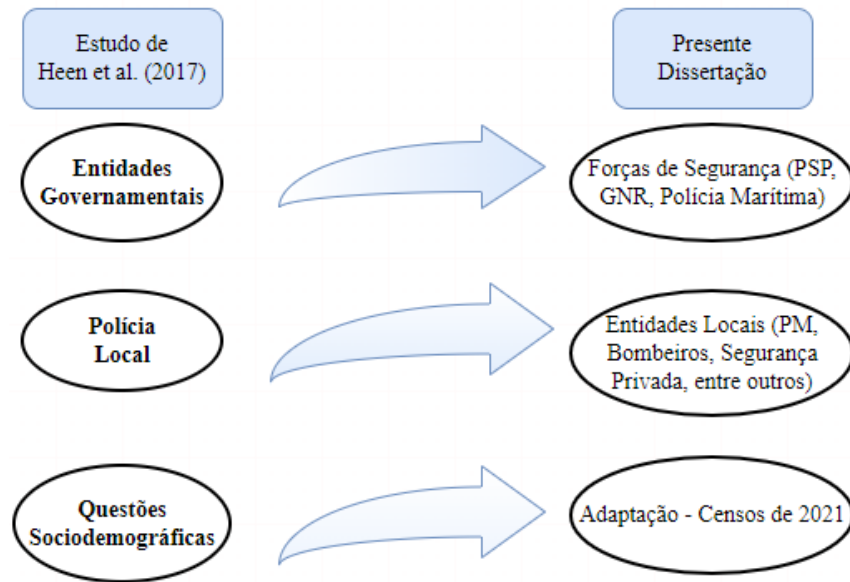 Estudo de
Heen et al. (2017)
Presente
Dissertação
Entidades
Governamentais
Forças de Segurança (PSP,
GNR, Polícia Marítima)
Polícia
Local
Entidades Locais (PM,
Bombeiros, Segurança
Privada, entre outros)
Questões
Sociodemográficas
Adaptação - Censos de 2021